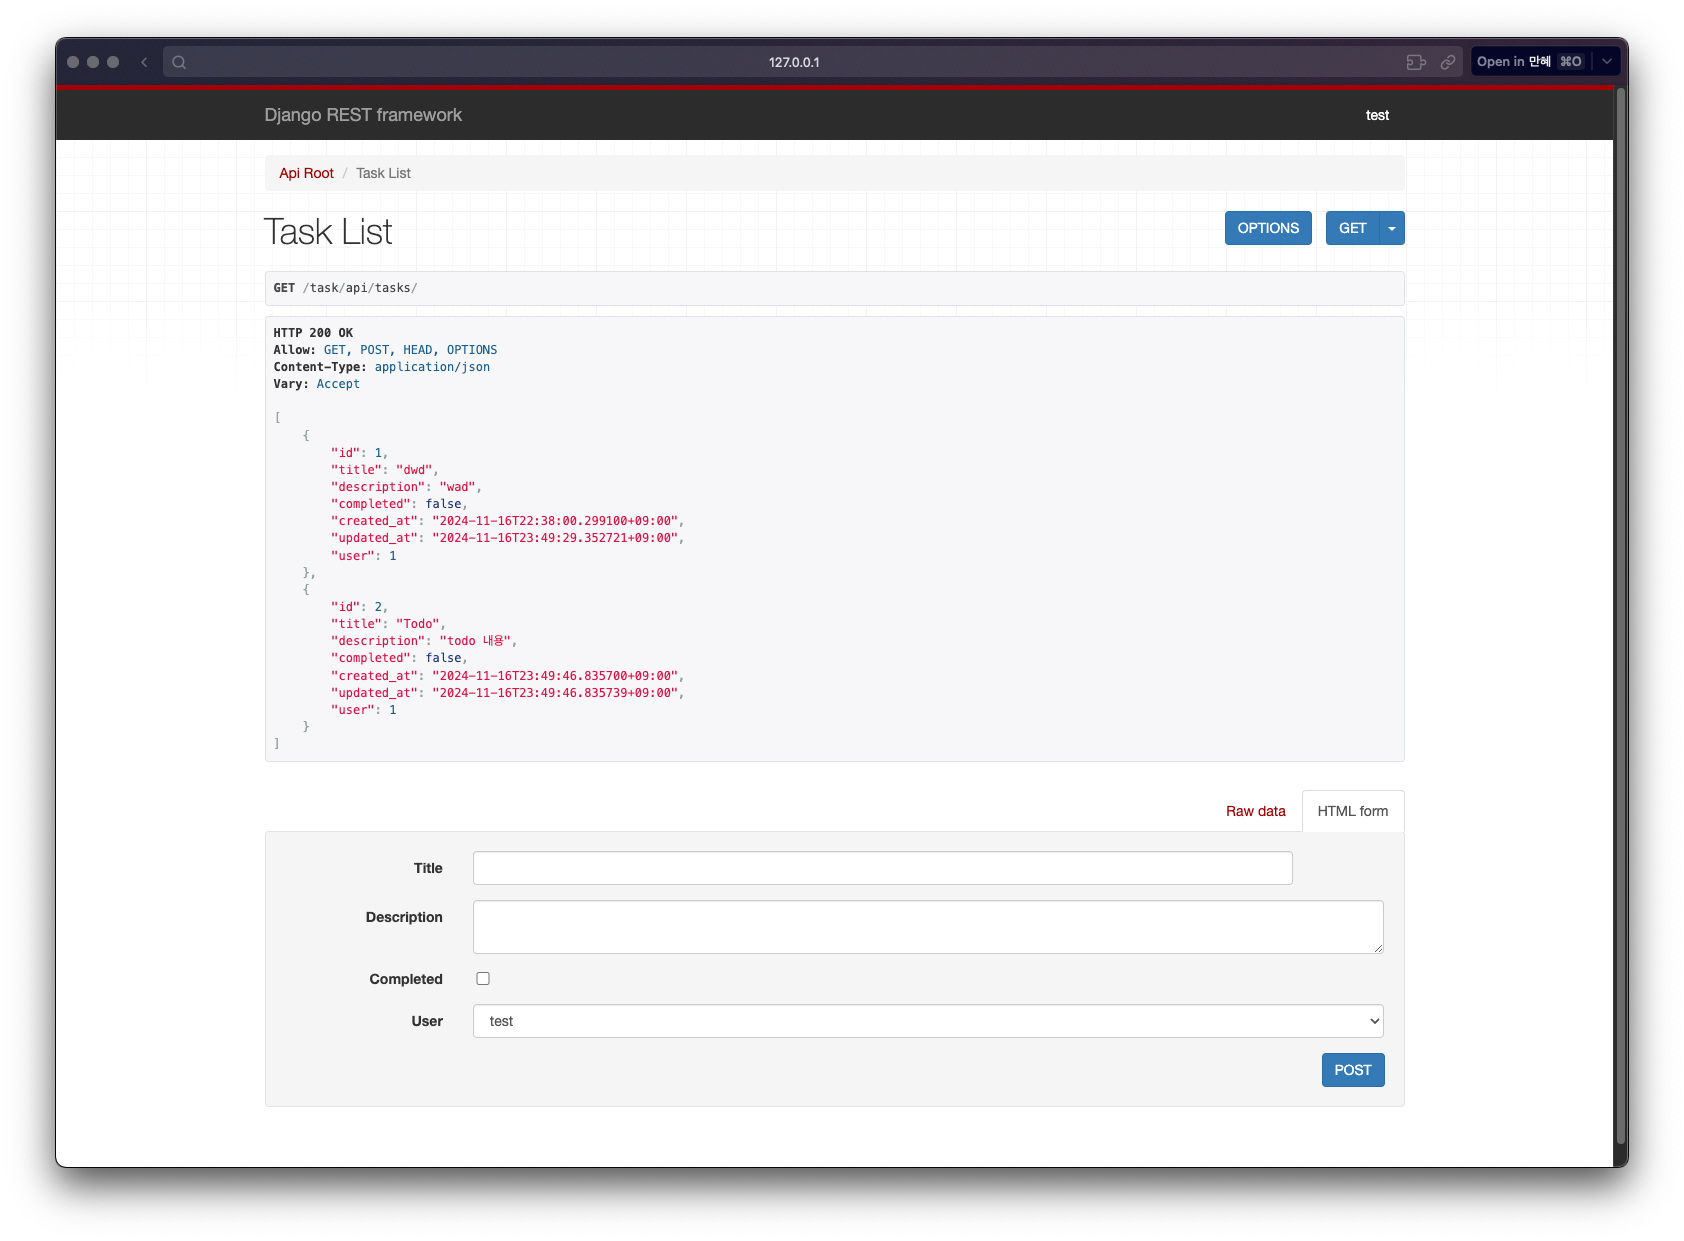 127.0.0.1
Open in 만혜 ⌘O
Django REST framework
test
Api Root / Task List
Task List
OPTIONS
GET
GET /task/api/tasks/
HTTP 200 OK
Allow: GET, POST, HEAD, OPTIONS
Content-Type: application/json
Vary: Accept
[
    {
        "id": 1,
        "title": "dwd",
        "description": "wad",
        "completed": false,
        "created_at": "2024-11-16T22:38:00.299100+09:00",
        "updated_at": "2024-11-16T23:49:29.352721+09:00",
        "user": 1
    },
    {
        "id": 2,
        "title": "Todo",
        "description": "todo 내용",
        "completed": false,
        "created_at": "2024-11-16T23:49:46.835700+09:00",
        "updated_at": "2024-11-16T23:49:46.835739+09:00",
        "user": 1
    }
]
Raw data
HTML form
Title
Description
Completed
User
test
POST